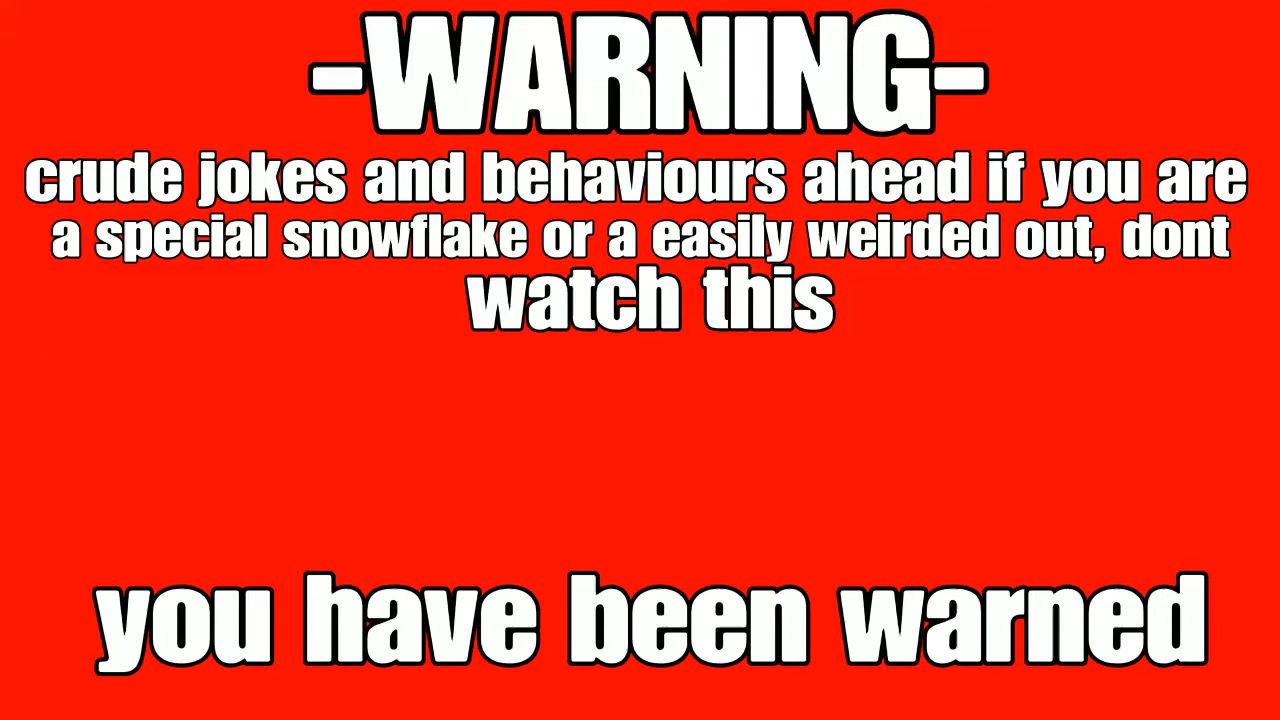 -WARNING-
crude jokes and behaviours ahead if you are
a special snowflake or a easily weirded out, dont
watch this
you have been warned